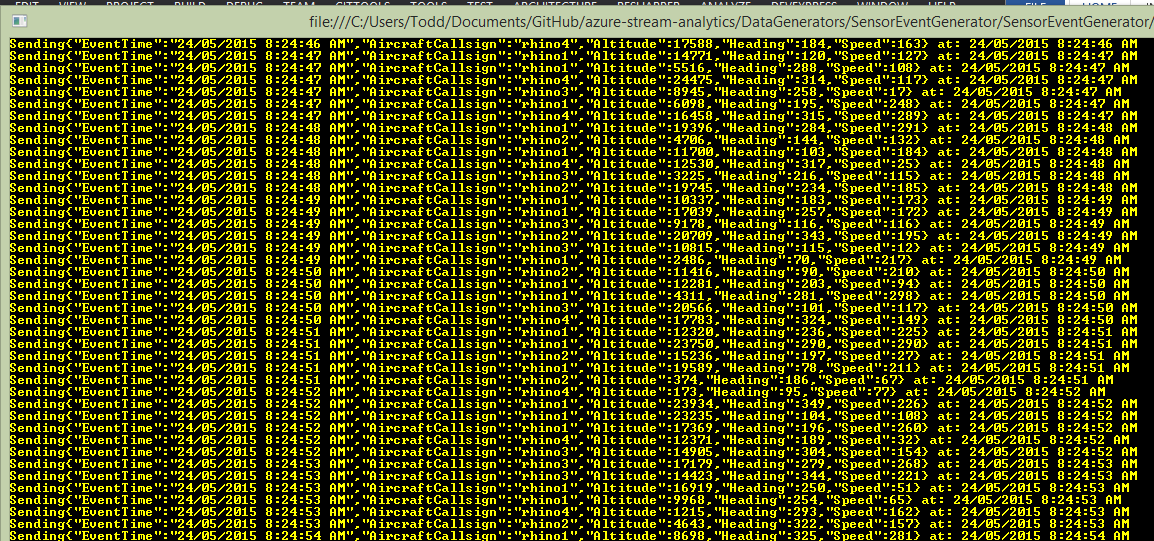 EDIT VIEW PROJECT BUILD DEBUG TEAM GITTOOLS TOOLS TEST ARCHITECTURE RESHARPER ANALYZE DEVEXPRESS WINDOW HELP FILE HOME
file:///C:/Users/Todd/Documents/GitHub/azure-stream-analytics/DataGenerators/SensorEventGenerator/SensorEventGenerator/
Sending{"EventTime":"24/05/2015 8:24:46 AM","AircraftCallsign":"rhino4","Altitude":17588,"Heading":184,"Speed":163} at: 24/05/2015 8:24:46 AM
Sending{"EventTime":"24/05/2015 8:24:47 AM","AircraftCallsign":"rhino1","Altitude":14771,"Heading":120,"Speed":127} at: 24/05/2015 8:24:47 AM
Sending{"EventTime":"24/05/2015 8:24:47 AM","AircraftCallsign":"rhino1","Altitude":5516,"Heading":288,"Speed":108} at: 24/05/2015 8:24:47 AM
Sending{"EventTime":"24/05/2015 8:24:47 AM","AircraftCallsign":"rhino4","Altitude":24475,"Heading":314,"Speed":117} at: 24/05/2015 8:24:47 AM
Sending{"EventTime":"24/05/2015 8:24:47 AM","AircraftCallsign":"rhino3","Altitude":8945,"Heading":258,"Speed":17} at: 24/05/2015 8:24:47 AM
Sending{"EventTime":"24/05/2015 8:24:47 AM","AircraftCallsign":"rhino1","Altitude":6098,"Heading":195,"Speed":248} at: 24/05/2015 8:24:47 AM
Sending{"EventTime":"24/05/2015 8:24:47 AM","AircraftCallsign":"rhino4","Altitude":16458,"Heading":315,"Speed":289} at: 24/05/2015 8:24:47 AM
Sending{"EventTime":"24/05/2015 8:24:48 AM","AircraftCallsign":"rhino1","Altitude":19396,"Heading":284,"Speed":291} at: 24/05/2015 8:24:48 AM
Sending{"EventTime":"24/05/2015 8:24:48 AM","AircraftCallsign":"rhino2","Altitude":4706,"Heading":144,"Speed":132} at: 24/05/2015 8:24:48 AM
Sending{"EventTime":"24/05/2015 8:24:48 AM","AircraftCallsign":"rhino1","Altitude":11700,"Heading":103,"Speed":184} at: 24/05/2015 8:24:48 AM
Sending{"EventTime":"24/05/2015 8:24:48 AM","AircraftCallsign":"rhino4","Altitude":12530,"Heading":317,"Speed":25} at: 24/05/2015 8:24:48 AM
Sending{"EventTime":"24/05/2015 8:24:48 AM","AircraftCallsign":"rhino3","Altitude":3225,"Heading":216,"Speed":115} at: 24/05/2015 8:24:48 AM
Sending{"EventTime":"24/05/2015 8:24:48 AM","AircraftCallsign":"rhino2","Altitude":19745,"Heading":234,"Speed":185} at: 24/05/2015 8:24:48 AM
Sending{"EventTime":"24/05/2015 8:24:49 AM","AircraftCallsign":"rhino1","Altitude":10337,"Heading":183,"Speed":173} at: 24/05/2015 8:24:49 AM
Sending{"EventTime":"24/05/2015 8:24:49 AM","AircraftCallsign":"rhino1","Altitude":17039,"Heading":257,"Speed":172} at: 24/05/2015 8:24:49 AM
Sending{"EventTime":"24/05/2015 8:24:49 AM","AircraftCallsign":"rhino3","Altitude":9178,"Heading":116,"Speed":116} at: 24/05/2015 8:24:49 AM
Sending{"EventTime":"24/05/2015 8:24:49 AM","AircraftCallsign":"rhino2","Altitude":20709,"Heading":343,"Speed":195} at: 24/05/2015 8:24:49 AM
Sending{"EventTime":"24/05/2015 8:24:49 AM","AircraftCallsign":"rhino3","Altitude":10815,"Heading":115,"Speed":12} at: 24/05/2015 8:24:49 AM
Sending{"EventTime":"24/05/2015 8:24:49 AM","AircraftCallsign":"rhino1","Altitude":2486,"Heading":70,"Speed":217} at: 24/05/2015 8:24:49 AM
Sending{"EventTime":"24/05/2015 8:24:50 AM","AircraftCallsign":"rhino2","Altitude":11416,"Heading":90,"Speed":210} at: 24/05/2015 8:24:50 AM
Sending{"EventTime":"24/05/2015 8:24:50 AM","AircraftCallsign":"rhino1","Altitude":12281,"Heading":203,"Speed":94} at: 24/05/2015 8:24:50 AM
Sending{"EventTime":"24/05/2015 8:24:50 AM","AircraftCallsign":"rhino1","Altitude":4311,"Heading":281,"Speed":298} at: 24/05/2015 8:24:50 AM
Sending{"EventTime":"24/05/2015 8:24:50 AM","AircraftCallsign":"rhino3","Altitude":20566,"Heading":101,"Speed":117} at: 24/05/2015 8:24:50 AM
Sending{"EventTime":"24/05/2015 8:24:50 AM","AircraftCallsign":"rhino4","Altitude":17783,"Heading":324,"Speed":149} at: 24/05/2015 8:24:50 AM
Sending{"EventTime":"24/05/2015 8:24:51 AM","AircraftCallsign":"rhino1","Altitude":12320,"Heading":236,"Speed":225} at: 24/05/2015 8:24:51 AM
Sending{"EventTime":"24/05/2015 8:24:51 AM","AircraftCallsign":"rhino1","Altitude":23750,"Heading":290,"Speed":290} at: 24/05/2015 8:24:51 AM
Sending{"EventTime":"24/05/2015 8:24:51 AM","AircraftCallsign":"rhino2","Altitude":15236,"Heading":197,"Speed":27} at: 24/05/2015 8:24:51 AM
Sending{"EventTime":"24/05/2015 8:24:51 AM","AircraftCallsign":"rhino1","Altitude":19589,"Heading":78,"Speed":211} at: 24/05/2015 8:24:51 AM
Sending{"EventTime":"24/05/2015 8:24:51 AM","AircraftCallsign":"rhino2","Altitude":374,"Heading":186,"Speed":67} at: 24/05/2015 8:24:51 AM
Sending{"EventTime":"24/05/2015 8:24:52 AM","AircraftCallsign":"rhino4","Altitude":173,"Heading":95,"Speed":77} at: 24/05/2015 8:24:52 AM
Sending{"EventTime":"24/05/2015 8:24:52 AM","AircraftCallsign":"rhino1","Altitude":23934,"Heading":349,"Speed":226} at: 24/05/2015 8:24:52 AM
Sending{"EventTime":"24/05/2015 8:24:52 AM","AircraftCallsign":"rhino1","Altitude":23235,"Heading":104,"Speed":108} at: 24/05/2015 8:24:52 AM
Sending{"EventTime":"24/05/2015 8:24:52 AM","AircraftCallsign":"rhino1","Altitude":17369,"Heading":196,"Speed":260} at: 24/05/2015 8:24:52 AM
Sending{"EventTime":"24/05/2015 8:24:52 AM","AircraftCallsign":"rhino4","Altitude":12371,"Heading":189,"Speed":32} at: 24/05/2015 8:24:52 AM
Sending{"EventTime":"24/05/2015 8:24:52 AM","AircraftCallsign":"rhino3","Altitude":14905,"Heading":304,"Speed":154} at: 24/05/2015 8:24:52 AM
Sending{"EventTime":"24/05/2015 8:24:53 AM","AircraftCallsign":"rhino3","Altitude":17179,"Heading":279,"Speed":268} at: 24/05/2015 8:24:53 AM
Sending{"EventTime":"24/05/2015 8:24:53 AM","AircraftCallsign":"rhino3","Altitude":14423,"Heading":344,"Speed":221} at: 24/05/2015 8:24:53 AM
Sending{"EventTime":"24/05/2015 8:24:53 AM","AircraftCallsign":"rhino1","Altitude":16919,"Heading":250,"Speed":51} at: 24/05/2015 8:24:53 AM
Sending{"EventTime":"24/05/2015 8:24:53 AM","AircraftCallsign":"rhino1","Altitude":9968,"Heading":254,"Speed":65} at: 24/05/2015 8:24:53 AM
Sending{"EventTime":"24/05/2015 8:24:53 AM","AircraftCallsign":"rhino4","Altitude":1215,"Heading":293,"Speed":162} at: 24/05/2015 8:24:53 AM
Sending{"EventTime":"24/05/2015 8:24:53 AM","AircraftCallsign":"rhino2","Altitude":4643,"Heading":322,"Speed":157} at: 24/05/2015 8:24:53 AM
Sending{"EventTime":"24/05/2015 8:24:54 AM","AircraftCallsign":"rhino1","Altitude":8698,"Heading":325,"Speed":281} at: 24/05/2015 8:24:54 AM